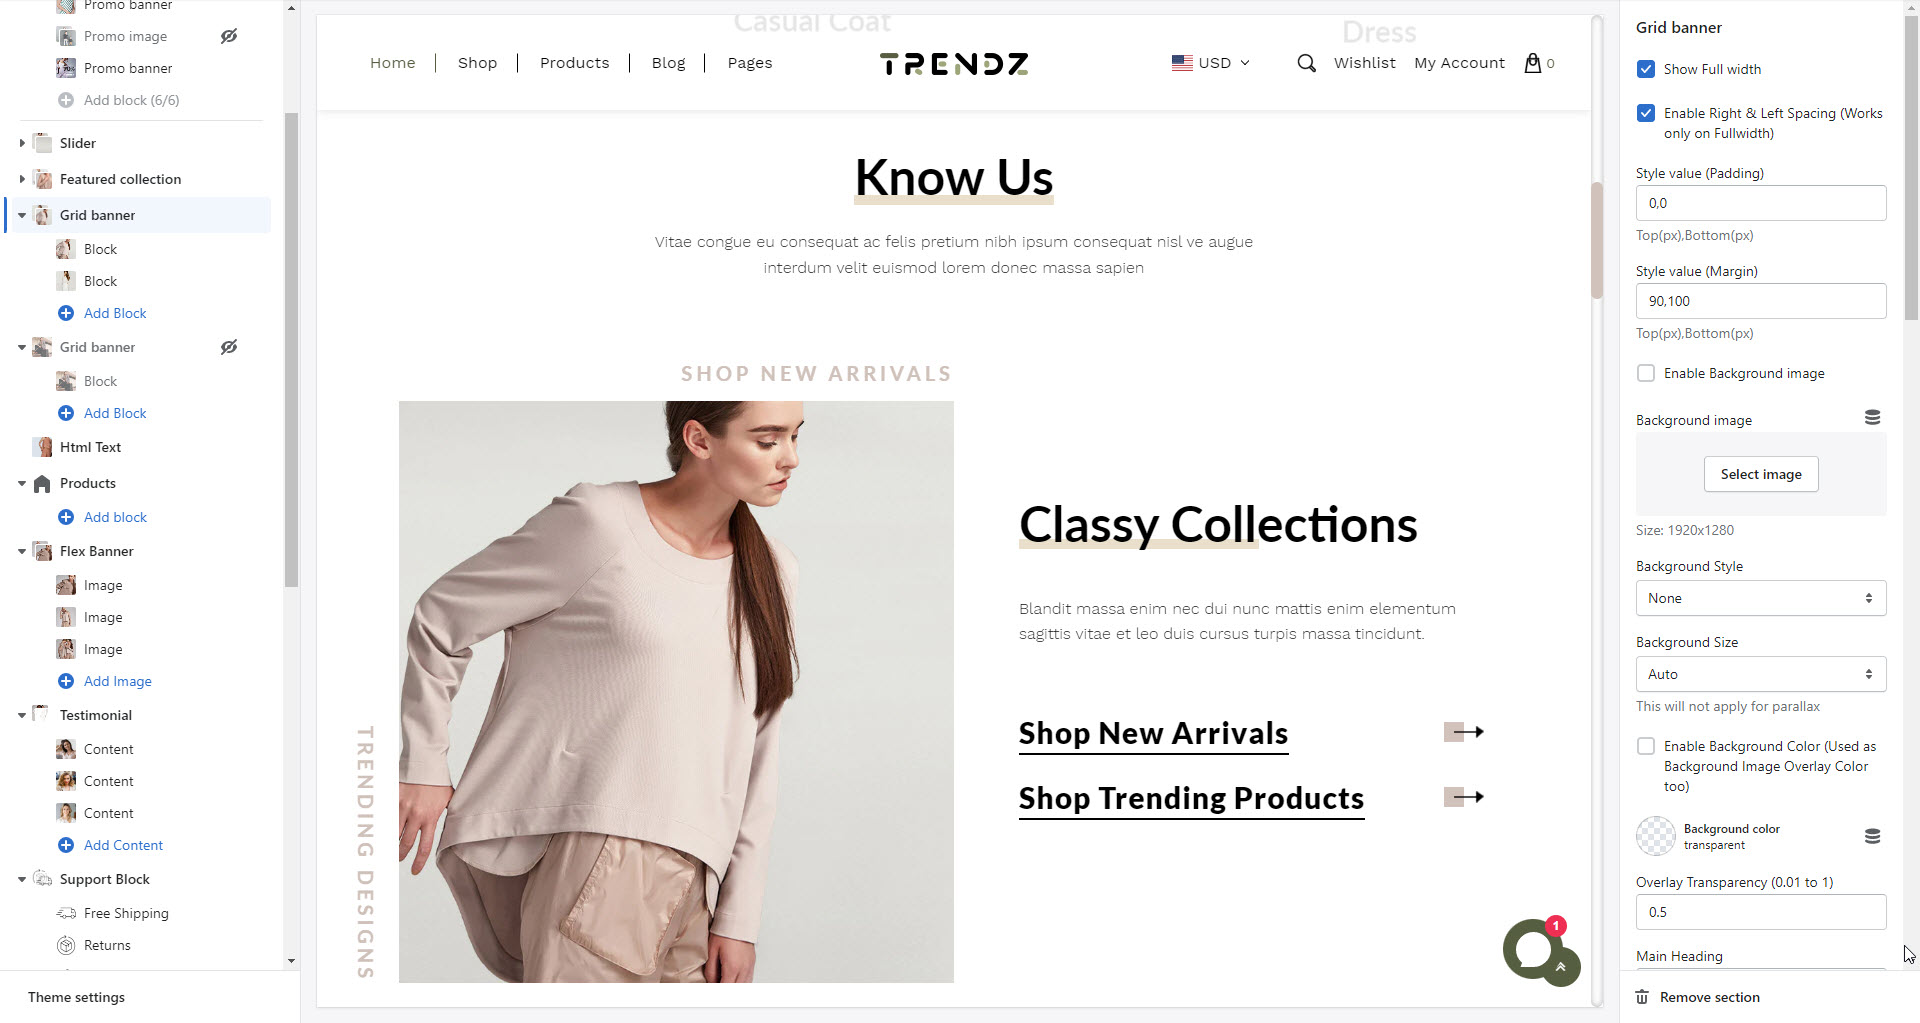 Promo banner
Promo image
Promo banner
Add block (6/6)
Slider
Featured collection
Grid banner
Block
Block
Add Block
Grid banner
Block
Add Block
Html Text
Products
Add block
Flex Banner
Image
Image
Image
Add Image
Testimonial
Content
Content
Content
Add Content
Support Block
Free Shipping
Returns
Theme settings
Casual Coat
Dress
Home
Shop
Products
Blog
Pages
TRENDZ
USD
Wishlist
My Account
0
Know Us
Vitae congue eu consequat ac felis pretium nibh ipsum consequat nisl ve augue
interdum velit euismod lorem donec massa sapien
SHOP NEW ARRIVALS
TRENDING DESIGNS
Classy Collections
Blandit massa enim nec dui nunc mattis enim elementum
sagittis vitae et leo duis cursus turpis massa tincidunt.
Shop New Arrivals
Shop Trending Products
1
Grid banner
Show Full width
Enable Right & Left Spacing (Works
only on Fullwidth)
Style value (Padding)
0,0
Top(px),Bottom(px)
Style value (Margin)
90,100
Top(px),Bottom(px)
Enable Background image
Background image
Select image
Size: 1920x1280
Background Style
None
Background Size
Auto
This will not apply for parallax
Enable Background Color (Used as
Background Image Overlay Color
too)
Background color
transparent
Overlay Transparency (0.01 to 1)
0.5
Main Heading
Remove section